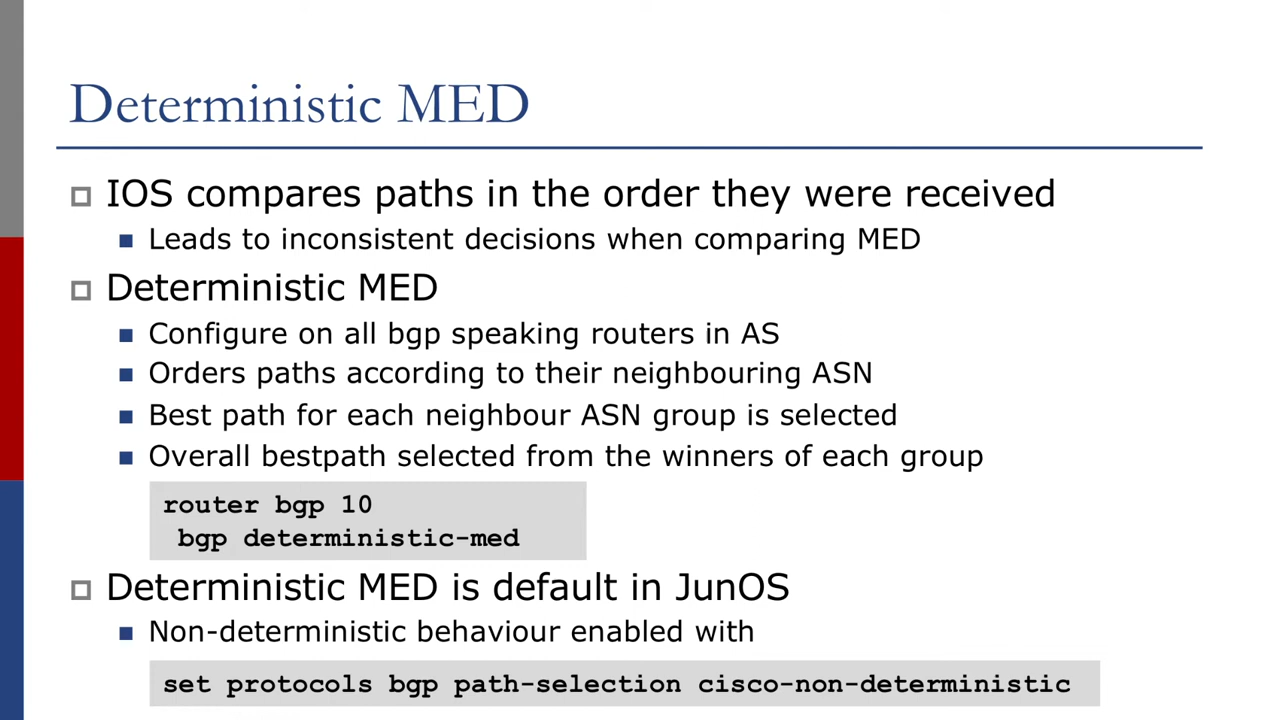 Deterministic MED
IOS compares paths in the order they were received
Leads to inconsistent decisions when comparing MED
Deterministic MED
Configure on all bgp speaking routers in AS
Orders paths according to their neighbouring ASN
Best path for each neighbour ASN group is selected
Overall bestpath selected from the winners of each group
router bgp 10
bgp deterministic-med
Deterministic MED is default in JunOS
Non-deterministic behaviour enabled with
set protocols bgp path-selection cisco-non-deterministic